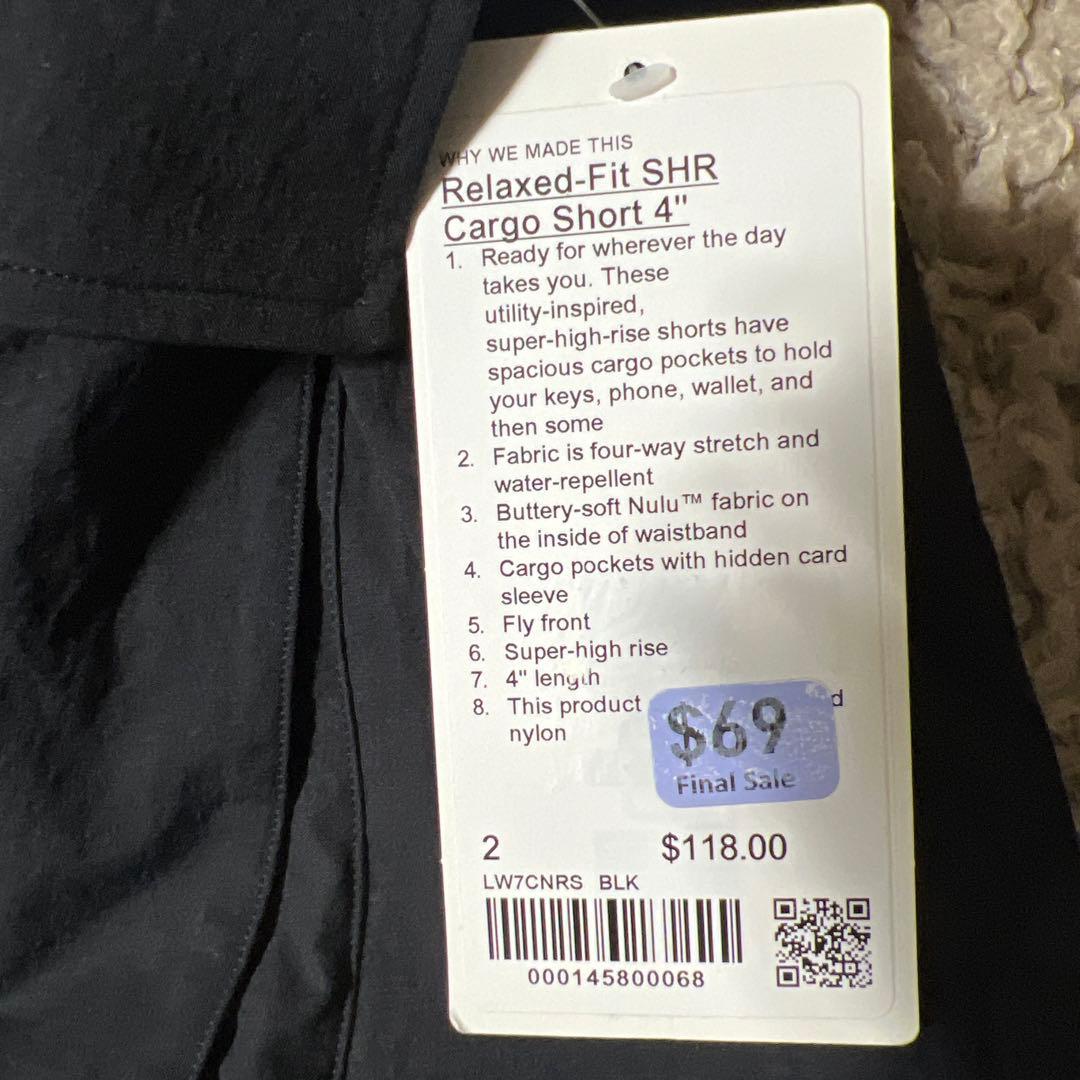 WHY WE MADE THIS
Relaxed-Fit SHR
Cargo Short 4"
1. Ready for wherever the day
takes you. These
utility-inspired,
super-high-rise shorts have
spacious cargo pockets to hold
your keys, phone, wallet, and
then some
2. Fabric is four-way stretch and
water-repellent
3. Buttery-soft Nulu™ fabric on
the inside of waistband
4. Cargo pockets with hidden card
sleeve
5. Fly front
6. Super-high rise
7. 4" length
8. This product
nylon
$69
Final Sale
2 $118.00
LW7CNRS BLK
000145800068